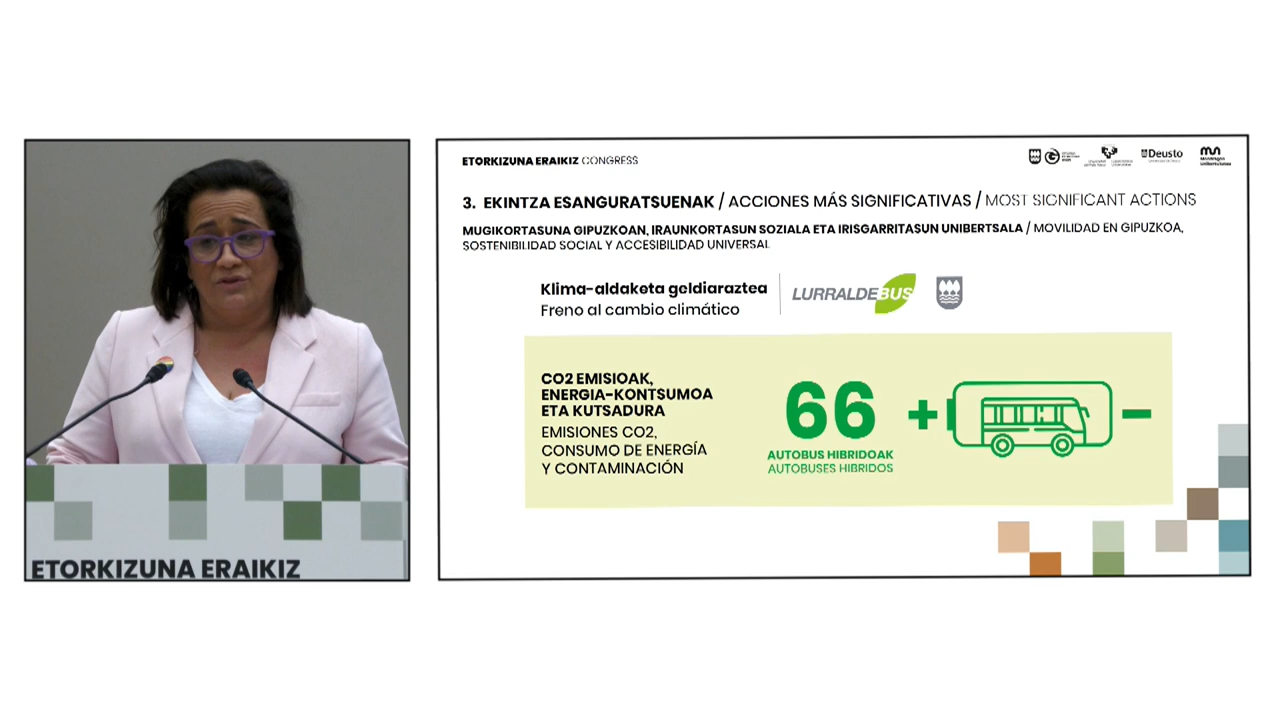 ETORKIZUNA ERAIKIZ
ETORKIZUNA ERAIKIZ CONGRESS
Deusto
3. EKINTZA ESANGURATSUENAK / ACCIONES MÁS SIGNIFICATIVAS / MOST SIGNIFICANT ACTIONS
MUGIKORTASUNA GIPUZKOAN, IRAUNKORTASUN SOZIALA ETA IRISGARRITASUN UNIBERTSALA / MOVILIDAD EN GIPUZKOA,
SOSTENIBILIDAD SOCIAL Y ACCESIBILIDAD UNIVERSAL
Klima-aldaketa geldiaraztea
Freno al cambio climático
LURRALDEBUS
CO2 EMISIOAK,
ENERGIA-KONTSUMOA
ETA KUTSADURA
EMISIONES CO2,
CONSUMO DE ENERGÍA
Y CONTAMINACIÓN
66
AUTOBUS HIBRIDOAK
AUTOBUSES HIBRIDOS
+ −